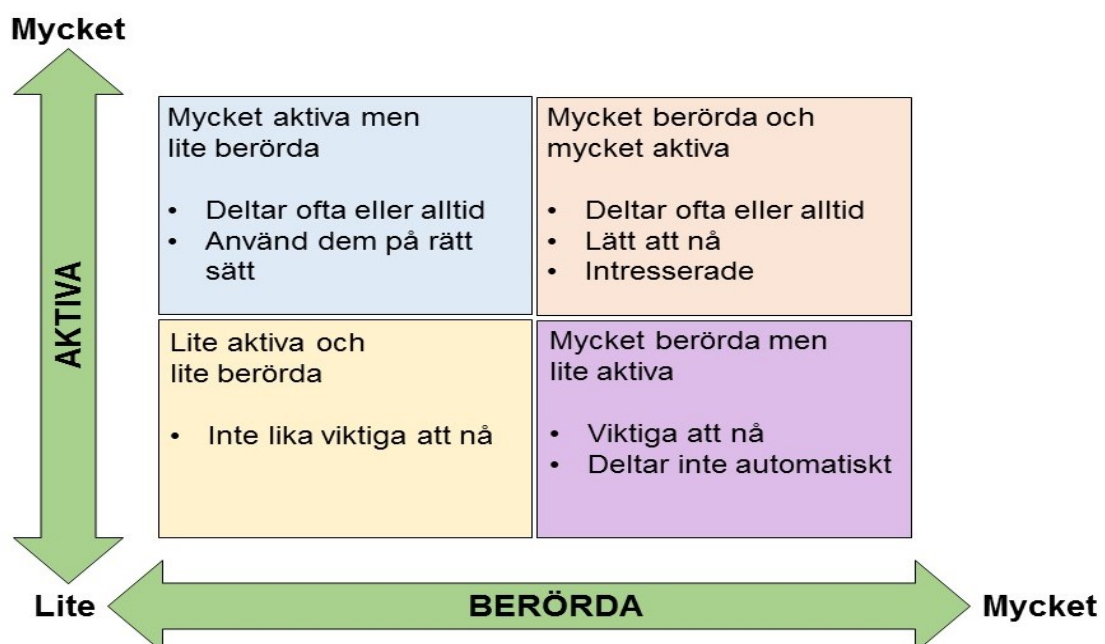 Mycket
Mycket aktiva men
lite berörda
• Deltar ofta eller alltid
• Använd dem på rätt
sätt
Mycket berörda och
mycket aktiva
• Deltar ofta eller alltid
• Lätt att nå
• Intresserade
AKTIVA
Lite aktiva och
lite berörda
• Inte lika viktiga att nå
Mycket berörda men
lite aktiva
• Viktiga att nå
• Deltar inte automatiskt
Lite
BERÖRDA
Mycket